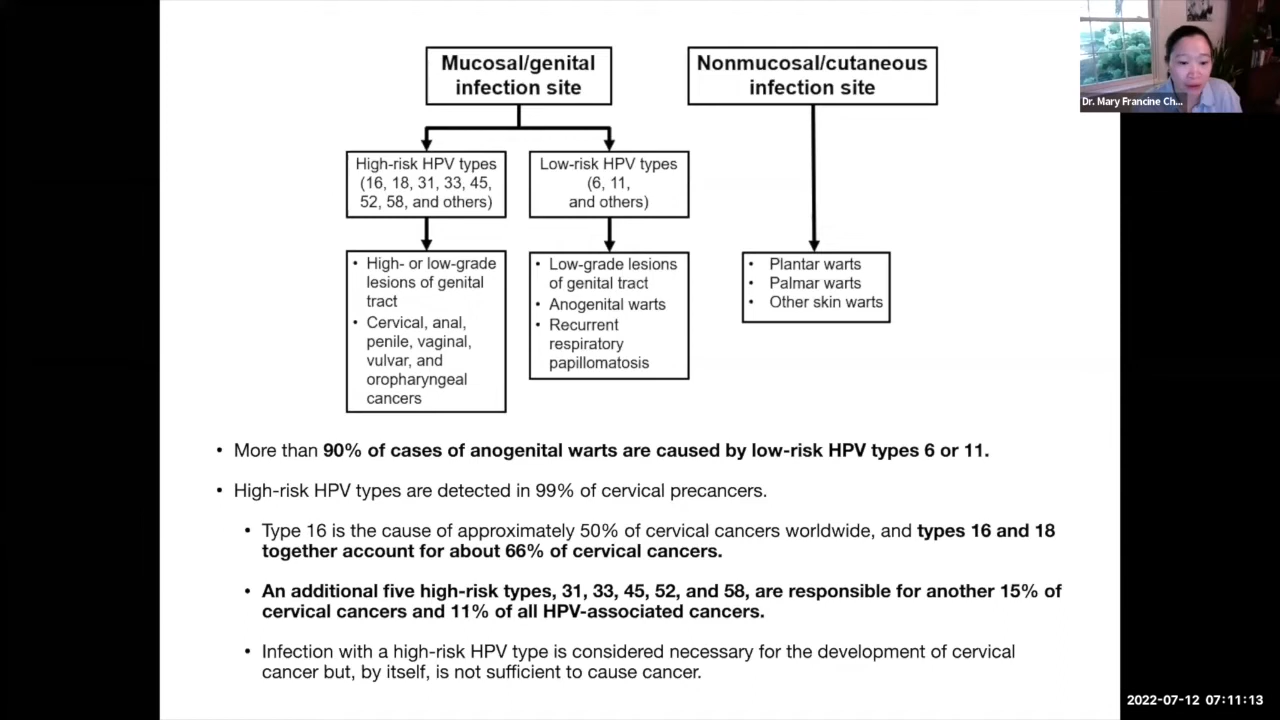 Mucosal/genital
infection site
Nonmucosal/cutaneous
infection site
Dr. Mary Francine Ch...
High-risk HPV types
(16, 18, 31, 33, 45,
52, 58, and others)
Low-risk HPV types
(6, 11,
and others)
• High- or low-grade
lesions of genital
tract
• Cervical, anal,
penile, vaginal,
vulvar, and
oropharyngeal
cancers
• Low-grade lesions
of genital tract
• Anogenital warts
• Recurrent
respiratory
papillomatosis
• Plantar warts
• Palmar warts
• Other skin warts
• More than 90% of cases of anogenital warts are caused by low-risk HPV types 6 or 11.
• High-risk HPV types are detected in 99% of cervical precancers.
• Type 16 is the cause of approximately 50% of cervical cancers worldwide, and types 16 and 18
together account for about 66% of cervical cancers.
• An additional five high-risk types, 31, 33, 45, 52, and 58, are responsible for another 15% of
cervical cancers and 11% of all HPV-associated cancers.
• Infection with a high-risk HPV type is considered necessary for the development of cervical
cancer but, by itself, is not sufficient to cause cancer.
2022-07-12 07:11:13